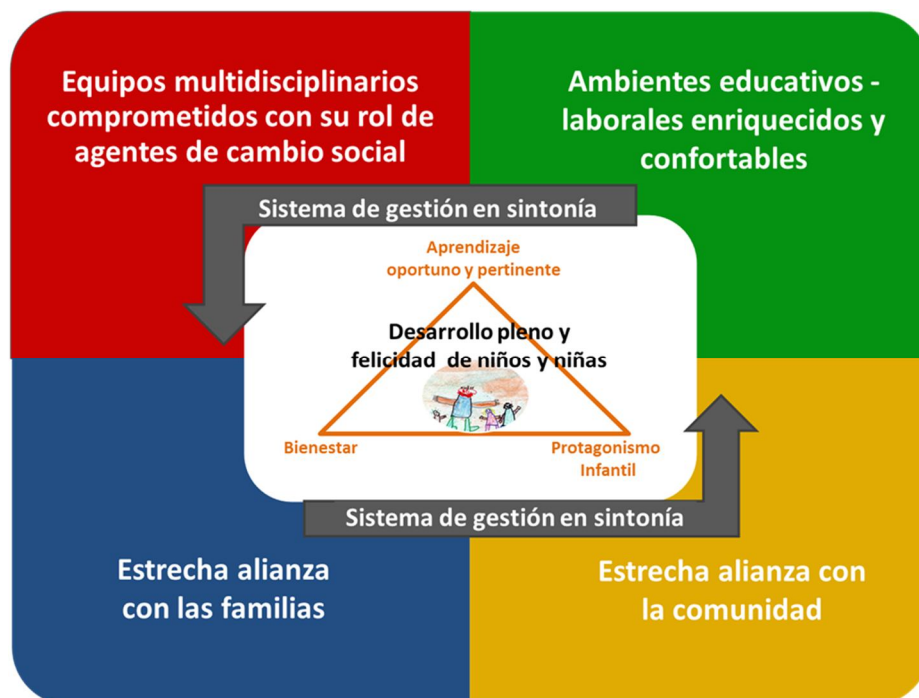 Equipos multidisciplinarios
comprometidos con su rol de
agentes de cambio social
Ambientes educativos -
laborales enriquecidos y
confortables
Sistema de gestión en sintonía
Aprendizaje
oportuno y pertinente
Desarrollo pleno y
felicidad de niños y niñas
Bienestar
Protagonismo
Infantil
Sistema de gestión en sintonía
Estrecha alianza
con las familias
Estrecha alianza con
la comunidad